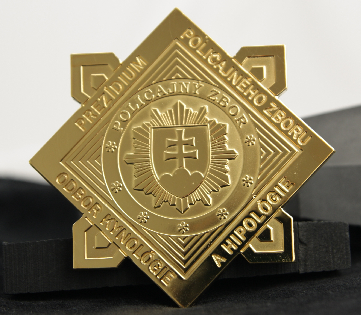 PREZÍDIUM
POLICAJNÉHO ZBORU
POLICAJNÝ ZBOR
ODBOR KYNOLÓGIE
A HIPOLÓGIE